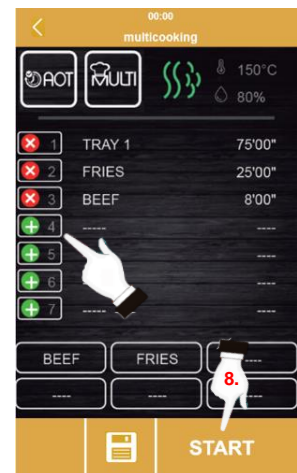 00:00
multicooking
AOT MULTI 150°C
80%
1 TRAY 1 75'00"
2 FRIES 25'00"
3 BEEF 8'00"
4 ----- ----
5 ----
6 ----
7 ----- ----
BEEF FRIES ----
---- ---- ----
8.
START